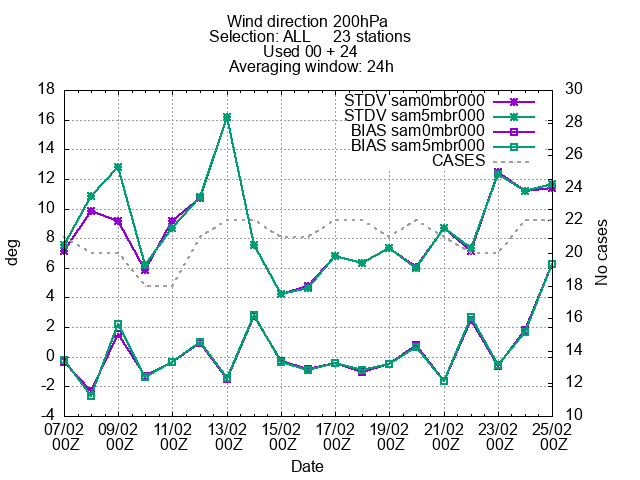 Wind direction 200hPa
Selection: ALL 23 stations
Used 00 + 24
Averaging window: 24h
STDV sam0mbr000
STDV sam5mbr000
BIAS sam0mbr000
BIAS sam5mbr000
CASES
deg
18
16
14
12
10
8
6
4
2
0
-2
-4
No cases
30
28
26
24
22
20
18
16
14
12
10
07/02 09/02 11/02 13/02 15/02 17/02 19/02 21/02 23/02 25/02
00Z 00Z 00Z 00Z 00Z 00Z 00Z 00Z 00Z 00Z
Date